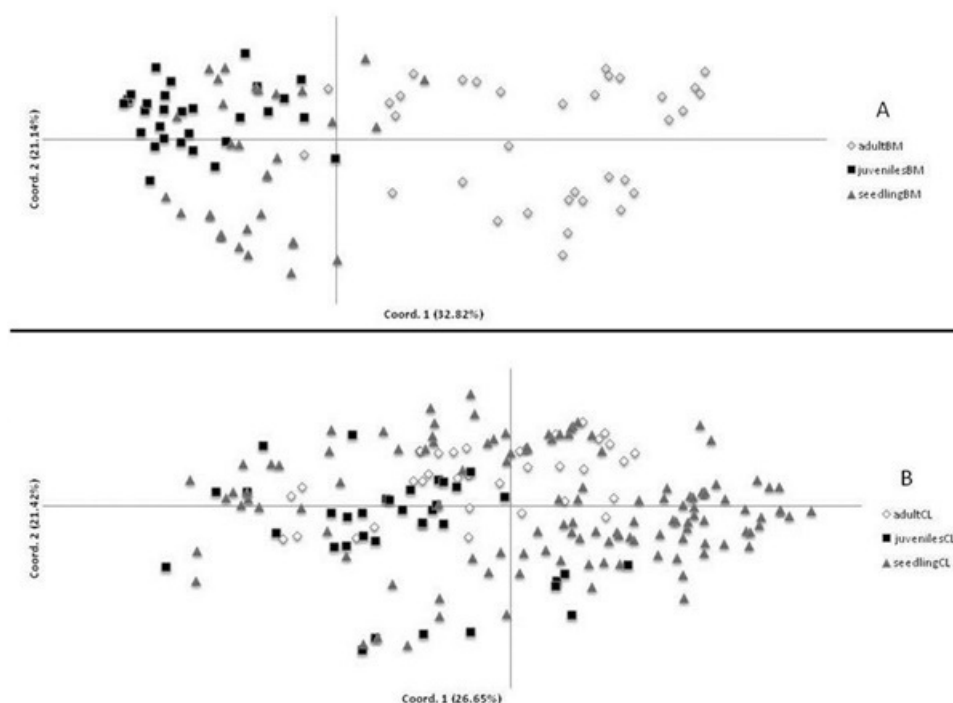 Coord. 2 (21.14%)
A
adultBM
juvenilesBM
seedlingBM
Coord. 1 (32.82%)
Coord. 2 (21.42%)
B
adultCL
juvenilesCL
seedlingCL
Coord. 1 (26.65%)